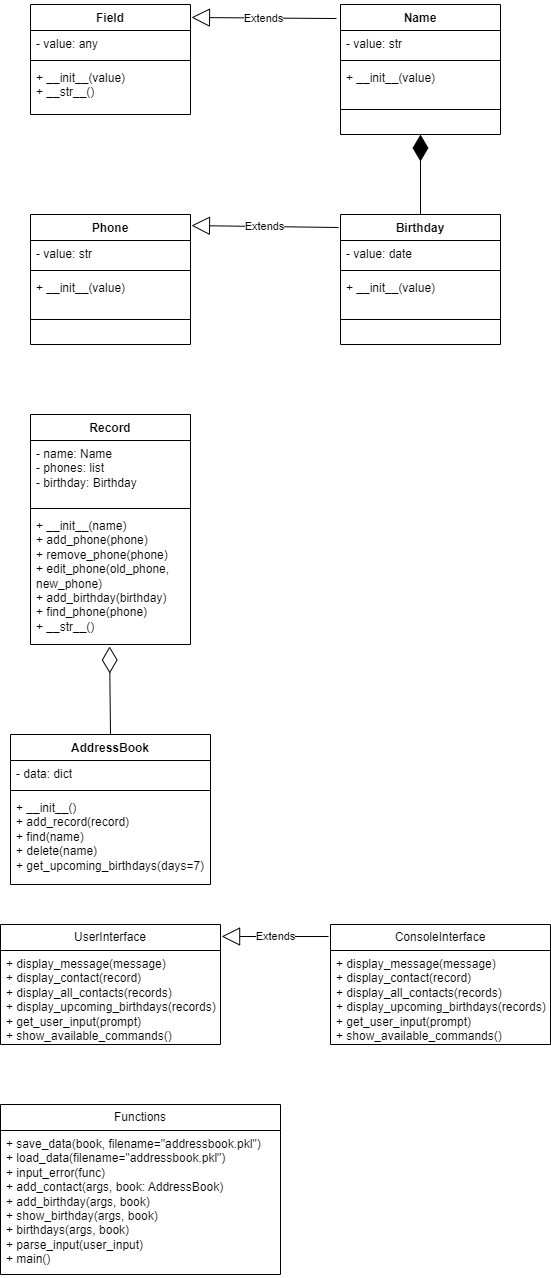 Field
- value: any
+ __init__(value)
+ __str__()
Extends
Name
- value: str
+ __init__(value)
Phone
- value: str
+ __init__(value)
Extends
Birthday
- value: date
+ __init__(value)
Record
- name: Name
- phones: list
- birthday: Birthday
+ __init__(name)
+ add_phone(phone)
+ remove_phone(phone)
+ edit_phone(old_phone,
new_phone)
+ add_birthday(birthday)
+ find_phone(phone)
+ __str__()
AddressBook
- data: dict
+ __init__()
+ add_record(record)
+ find(name)
+ delete(name)
+ get_upcoming_birthdays(days=7)
UserInterface
+ display_message(message)
+ display_contact(record)
+ display_all_contacts(records)
+ display_upcoming_birthdays(records)
+ get_user_input(prompt)
+ show_available_commands()
Extends
ConsoleInterface
+ display_message(message)
+ display_contact(record)
+ display_all_contacts(records)
+ display_upcoming_birthdays(records)
+ get_user_input(prompt)
+ show_available_commands()
Functions
+ save_data(book, filename="addressbook.pkl")
+ load_data(filename="addressbook.pkl")
+ input_error(func)
+ add_contact(args, book: AddressBook)
+ add_birthday(args, book)
+ show_birthday(args, book)
+ birthdays(args, book)
+ parse_input(user_input)
+ main()